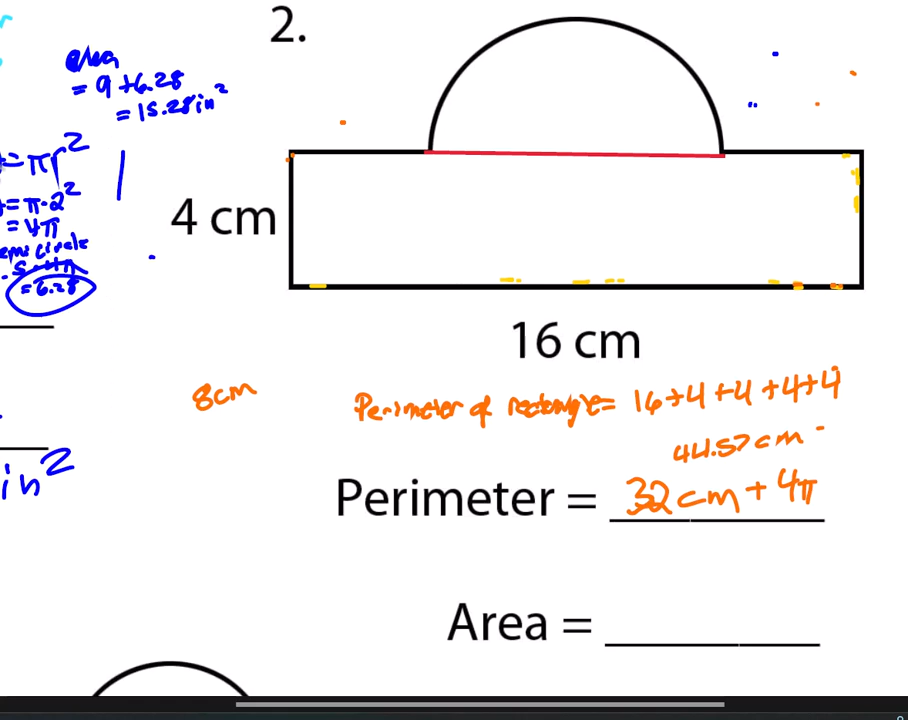 2.
area
= 9 + 6.28
= 15.28 in²
= πr²
= π·2²
= 4π
circle
= 6.28
4 cm
16 cm
8cm
Perimeter of rectangle = 16+4+4+4+4
44.57 cm
Perimeter = 32 cm + 4π
in²
Area =